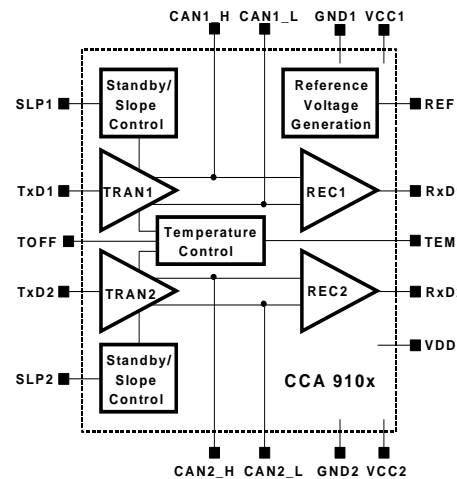 CAN1_H CAN1_L GND1 VCC1
Standby/
Slope
Control
Reference
Voltage
Generation
SLP1
REF
TxD1
TRAN1
REC1
RxD
TOFF
Temperature
Control
TEM
TxD2
TRAN2
REC2
RxD
VDD
Standby/
Slope
Control
SLP2
CCA 910x
CAN2_H CAN2_L GND2 VCC2